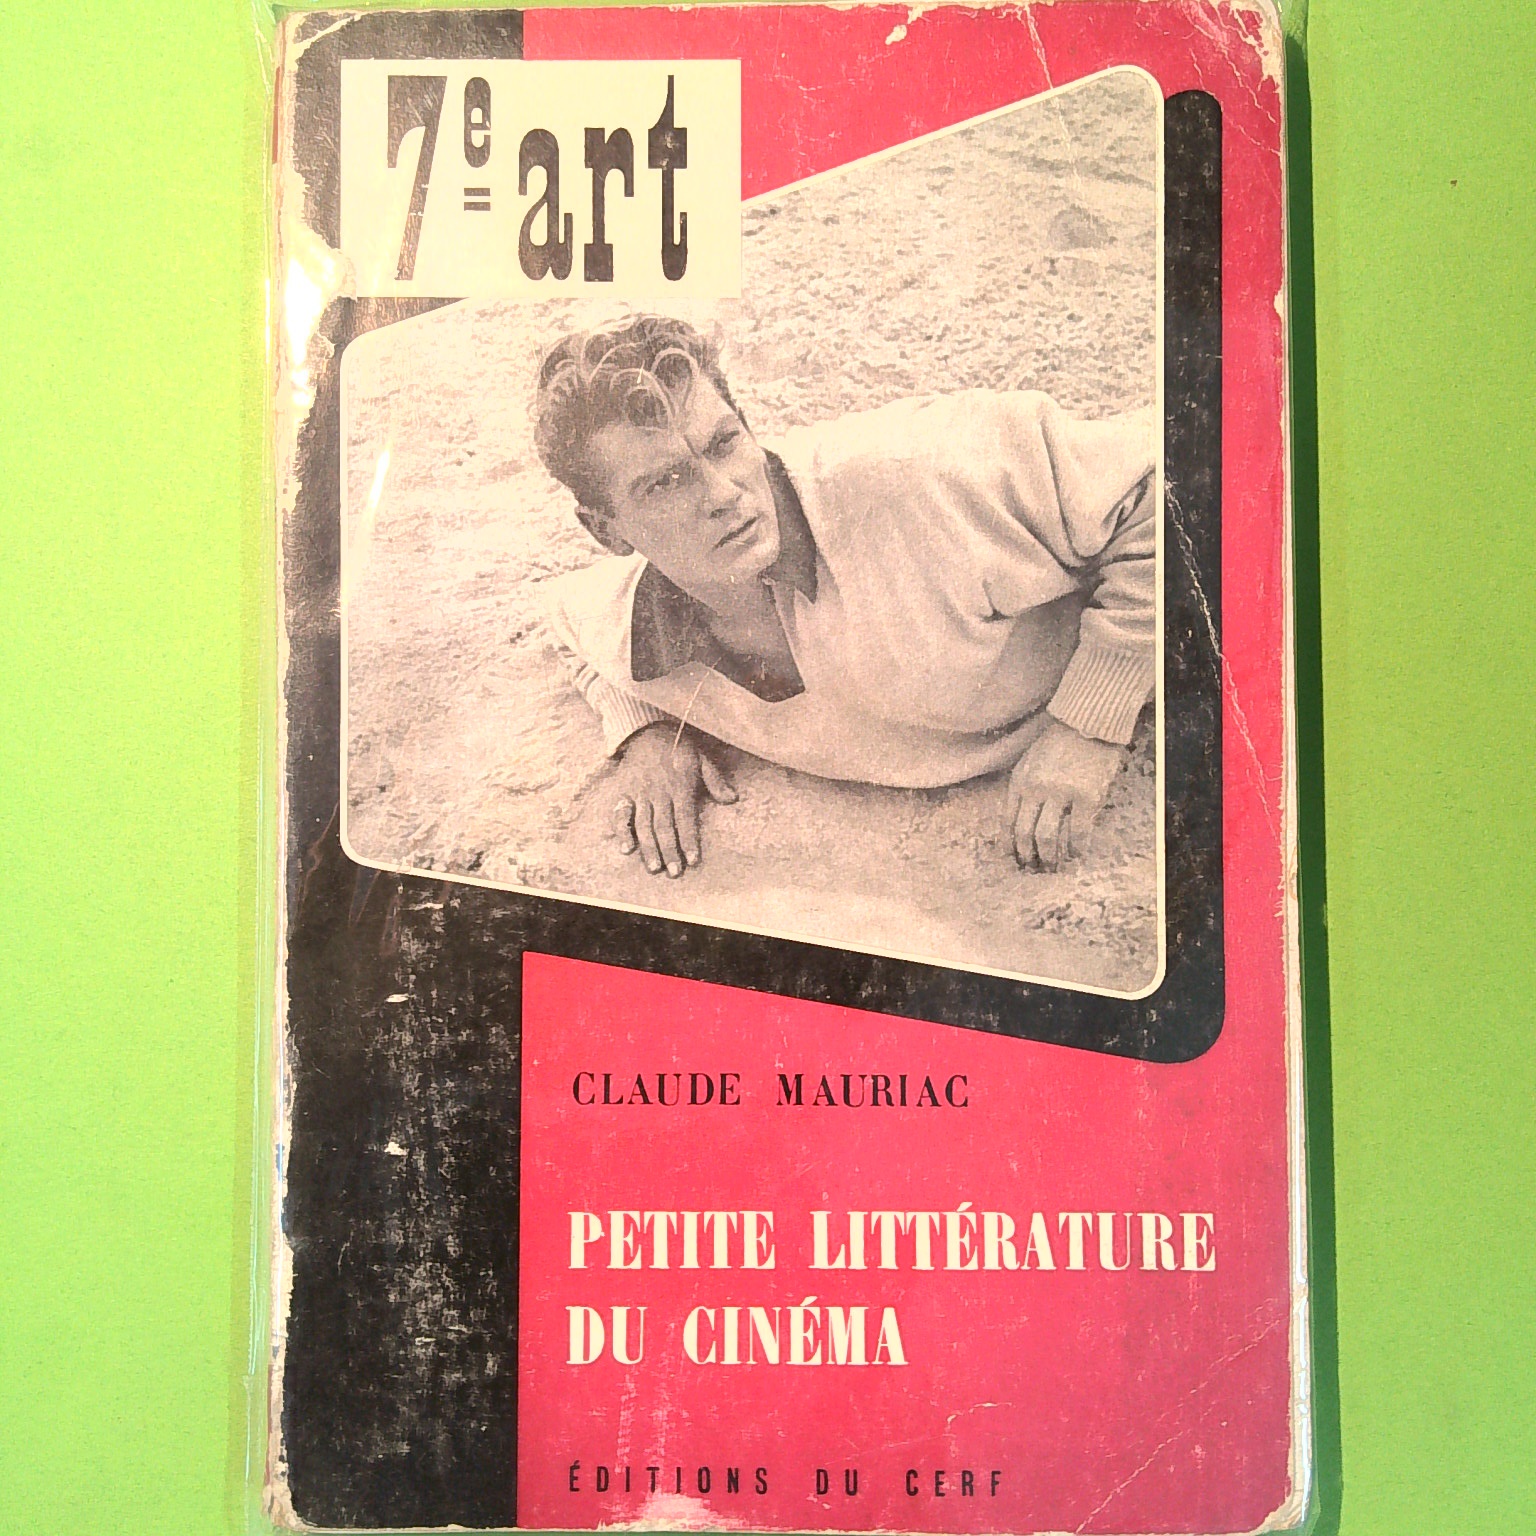 7e art
CLAUDE MAURIAC
PETITE LITTÉRATURE
DU CINÉMA
ÉDITIONS DU CERF